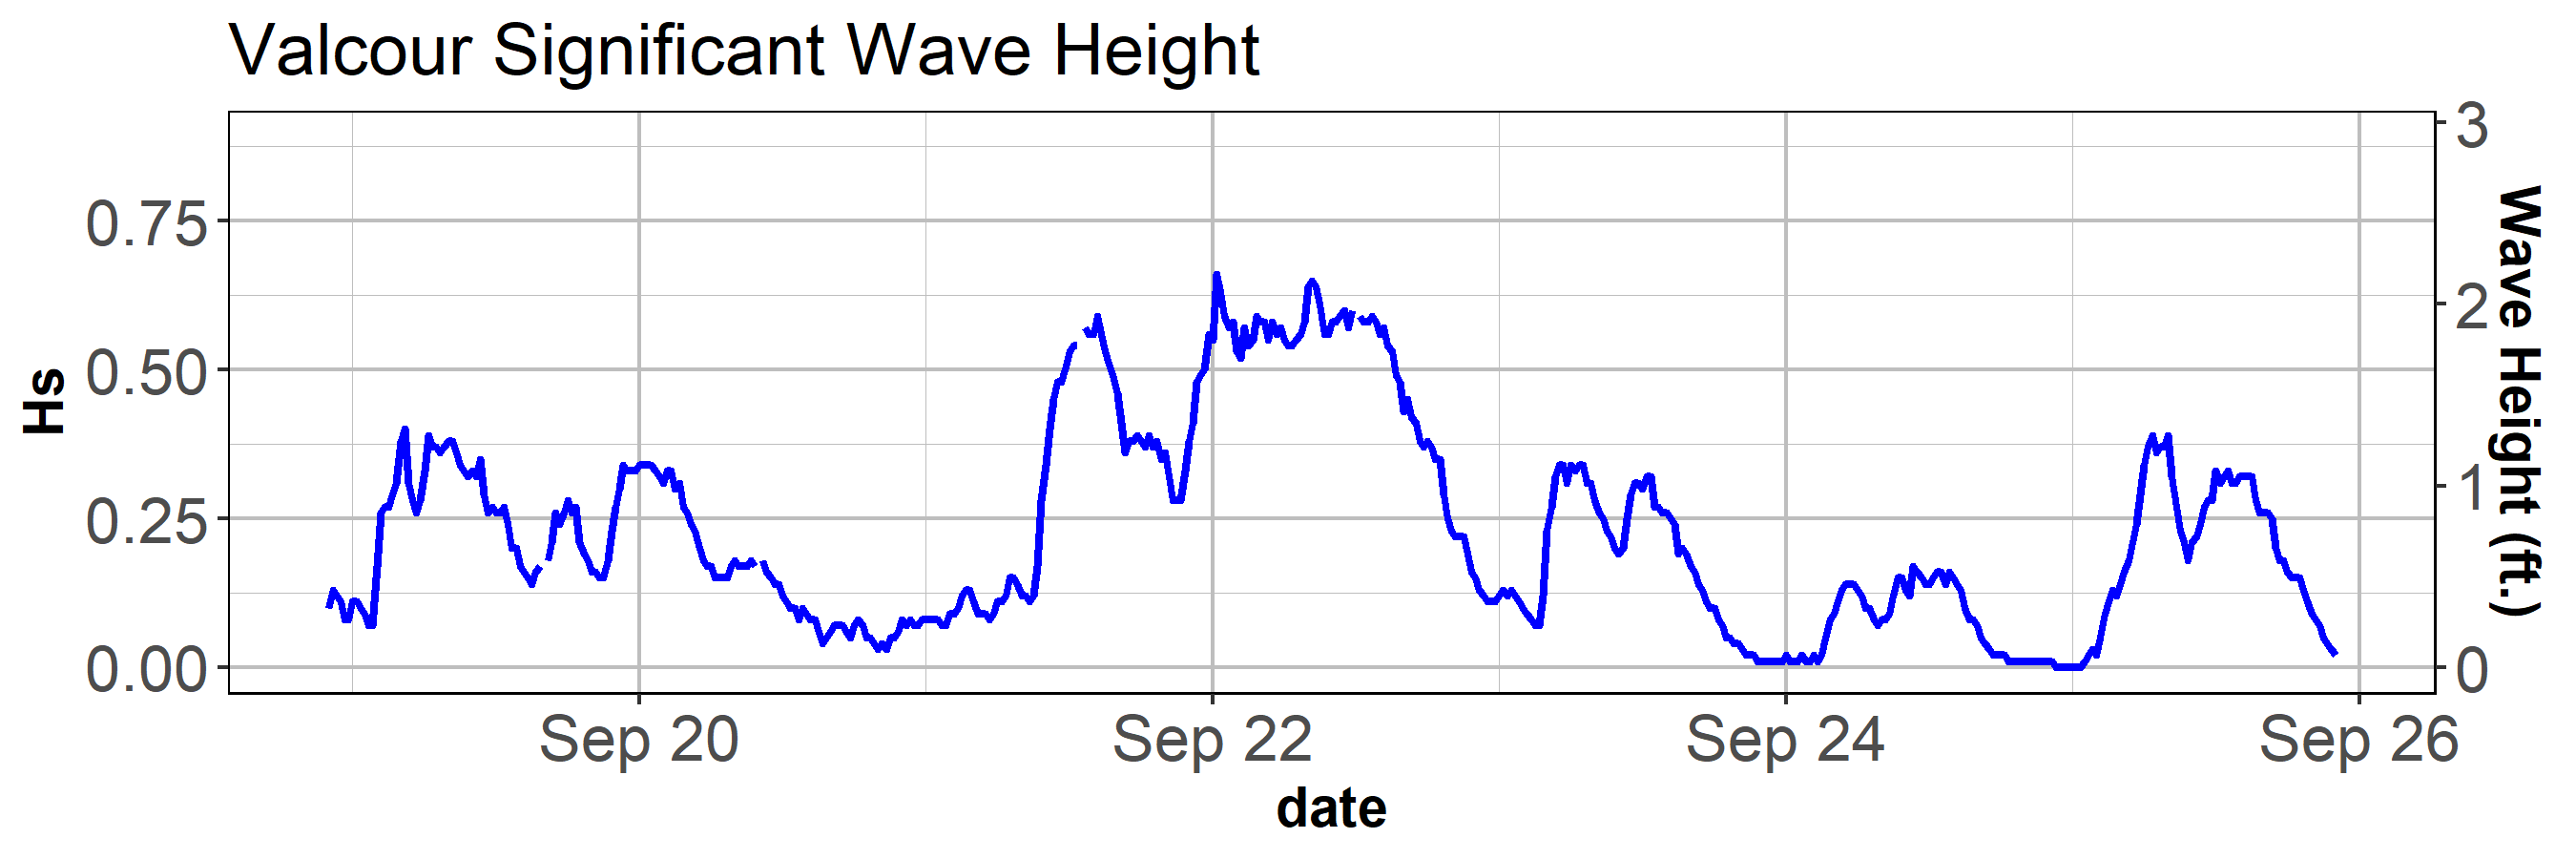 Valcour Significant Wave Height
Hs
0.75
0.50
0.25
0.00
3
2
1
0
Wave Height (ft.)
Sep 20
Sep 22
Sep 24
Sep 26
date